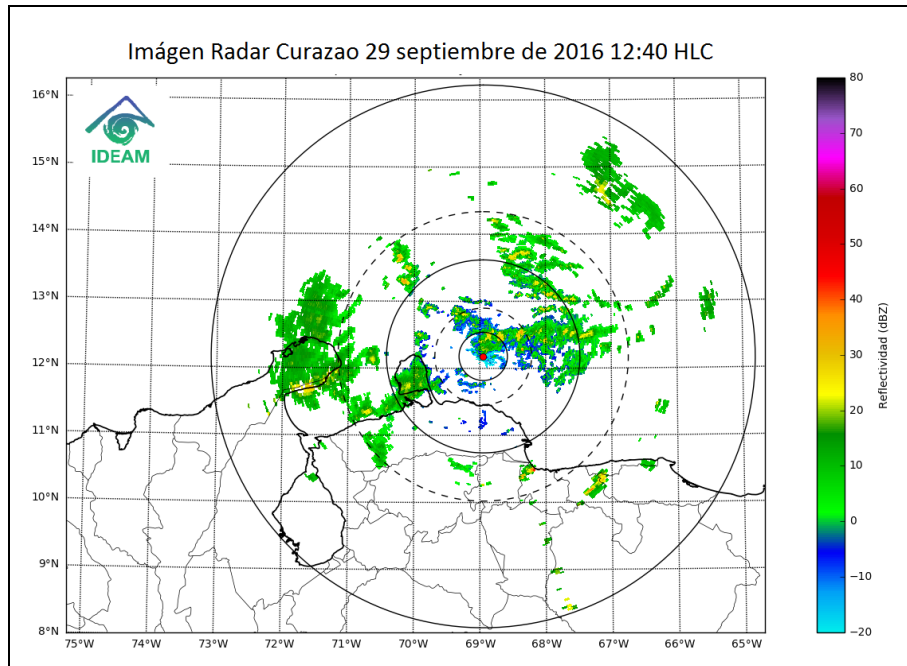 Imágen Radar Curazao 29 septiembre de 2016 12:40 HLC
IDEAM
16°N
15°N
14°N
13°N
12°N
11°N
10°N
9°N
8°N
75°W 74°W 73°W 72°W 71°W 70°W 69°W 68°W 67°W 66°W 65°W
80
70
60
50
40
30
20
10
0
−10
−20
Reflectividad (dBZ)